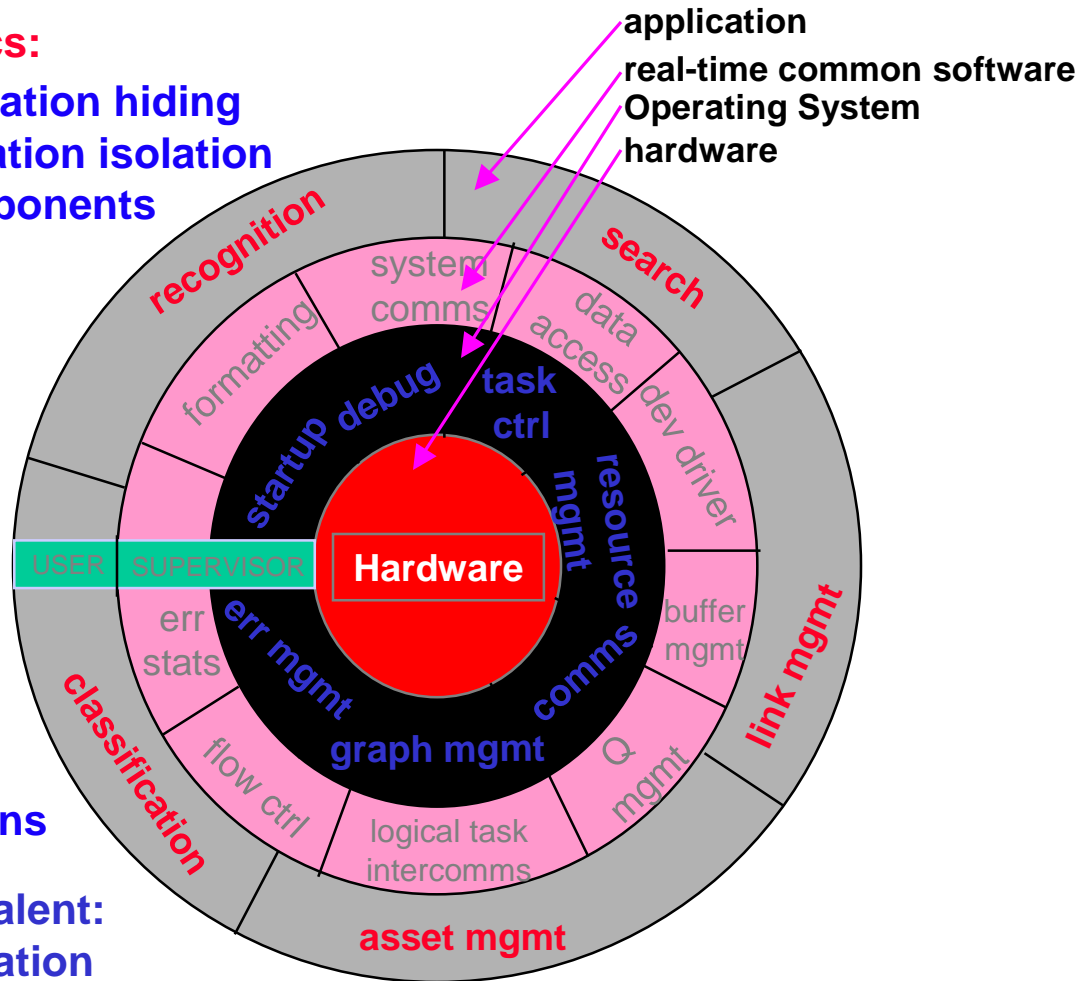 cs:
ation hiding
ation isolation
ponents
application
real-time common software
Operating System
hardware
recognition
search
system
comms
data
access
formatting
dev driver
startup
debug
task
ctrl
resource
mgmt
USER
SUPERVISOR
Hardware
err
stats
err mgmt
comms
buffer
mgmt
link mgmt
classification
flow ctrl
graph mgmt
Q
mgmt
logical task
intercomms
asset mgmt
ns
alent:
ation